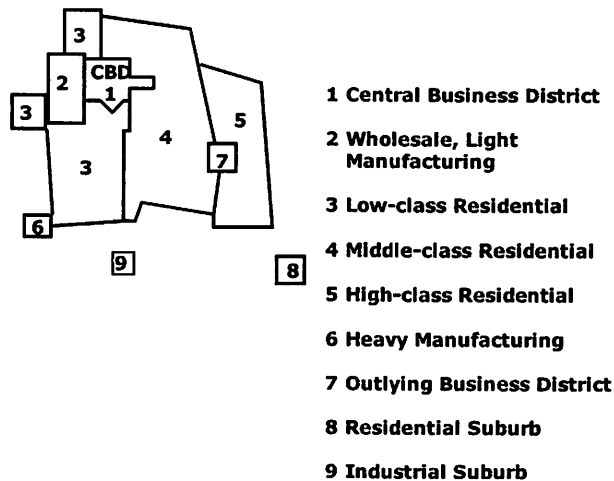 3
CBD
1
2
3
5
4
7
3
6
9
8
1 Central Business District
2 Wholesale, Light
Manufacturing
3 Low-class Residential
4 Middle-class Residential
5 High-class Residential
6 Heavy Manufacturing
7 Outlying Business District
8 Residential Suburb
9 Industrial Suburb